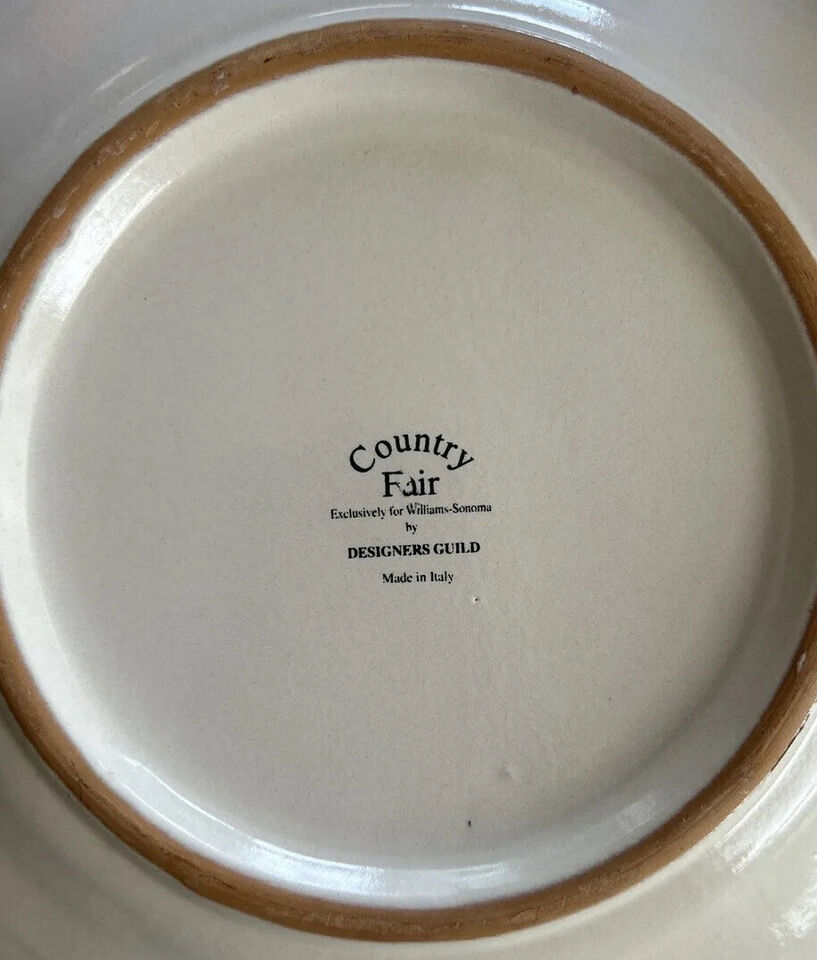 Country
Fair
Exclusively for Williams-Sonoma
by
DESIGNERS GUILD
Made in Italy